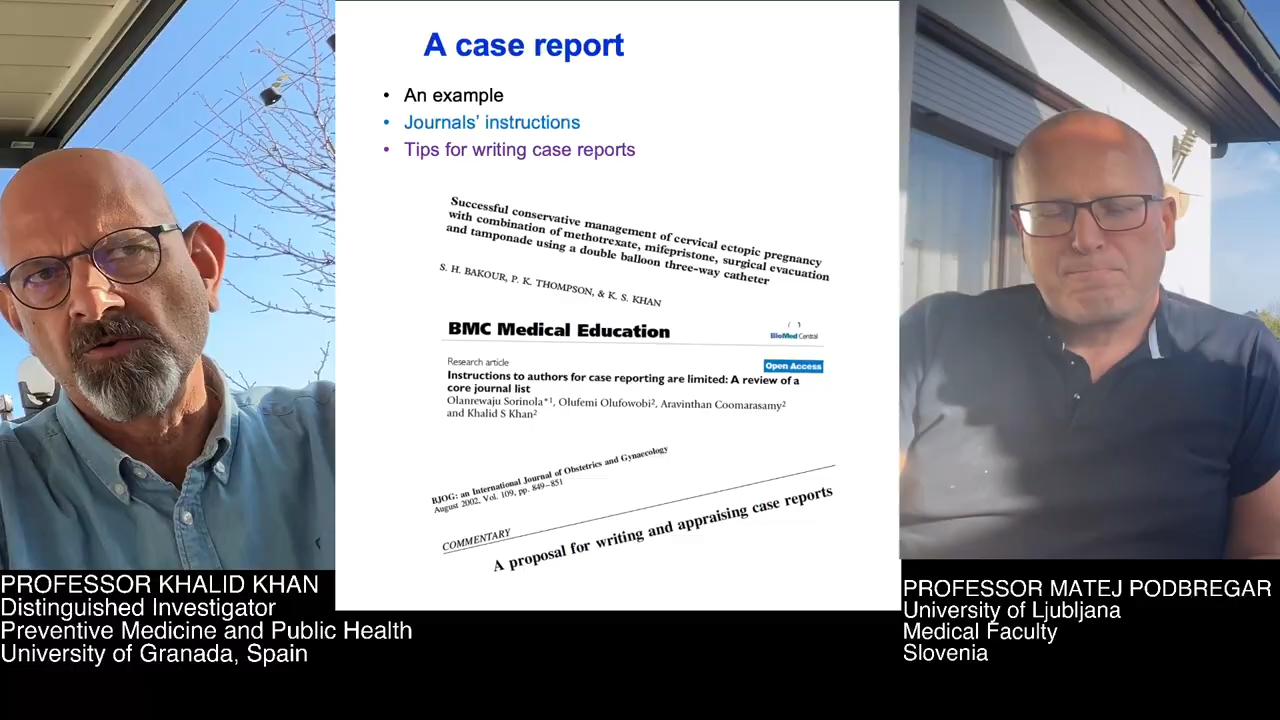 A case report
• An example
• Journals’ instructions
• Tips for writing case reports
Successful conservative management of cervical ectopic pregnancy
with combination of methotrexate, mifepristone, surgical evacuation
and tamponade using a double balloon three-way catheter
S. H. BAKOUR, P. K. THOMPSON, & K. S. KHAN
BMC Medical Education
BioMed Central
Research article
Open Access
Instructions to authors for case reporting are limited: A review of a
core journal list
Olanrewaju Sorinola*¹, Olufemi Olufowobi², Aravinthan Coomarasamy²
and Khalid S Khan²
BJOG: an International Journal of Obstetrics and Gynaecology
August 2002, Vol. 109, pp. 849–851
COMMENTARY
A proposal for writing and appraising case reports
PROFESSOR KHALID KHAN
Distinguished Investigator
Preventive Medicine and Public Health
University of Granada, Spain
PROFESSOR MATEJ PODBREGAR
University of Ljubljana
Medical Faculty
Slovenia